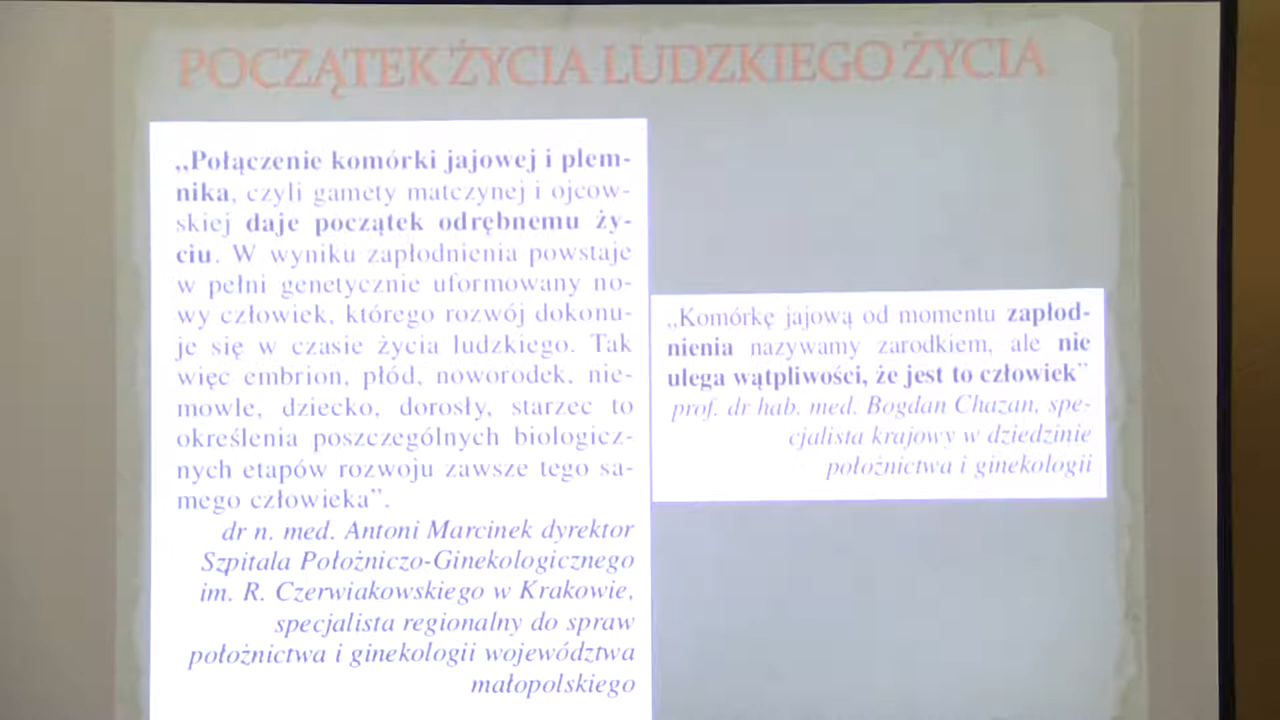 POCZĄTEK ŻYCIA LUDZKIEGO ŻYCIA
„Połączenie komórki jajowej i plem-
nika, czyli gamety matczynej i ojcow-
skiej daje początek odrębnemu ży-
ciu. W wyniku zapłodnienia powstaje
w pełni genetycznie uformowany no-
wy człowiek, którego rozwój dokonu-
je się w czasie życia ludzkiego. Tak
więc embrion, płód, noworodek, nie-
mowle, dziecko, dorosły, starzec to
określenia poszczególnych biologicz-
nych etapów rozwoju zawsze tego sa-
mego człowieka”.
dr n. med. Antoni Marcinek dyrektor
Szpitala Położniczo-Ginekologicznego
im. R. Czerwiakowskiego w Krakowie,
specjalista regionalny do spraw
położnictwa i ginekologii województwa
małopolskiego
„Komórkę jajową od momentu zapłod-
nienia nazywamy zarodkiem, ale nie
ulega wątpliwości, że jest to człowiek”
prof. dr hab. med. Bogdan Chazan, spe-
cjalista krajowy w dziedzinie
położnictwa i ginekologii